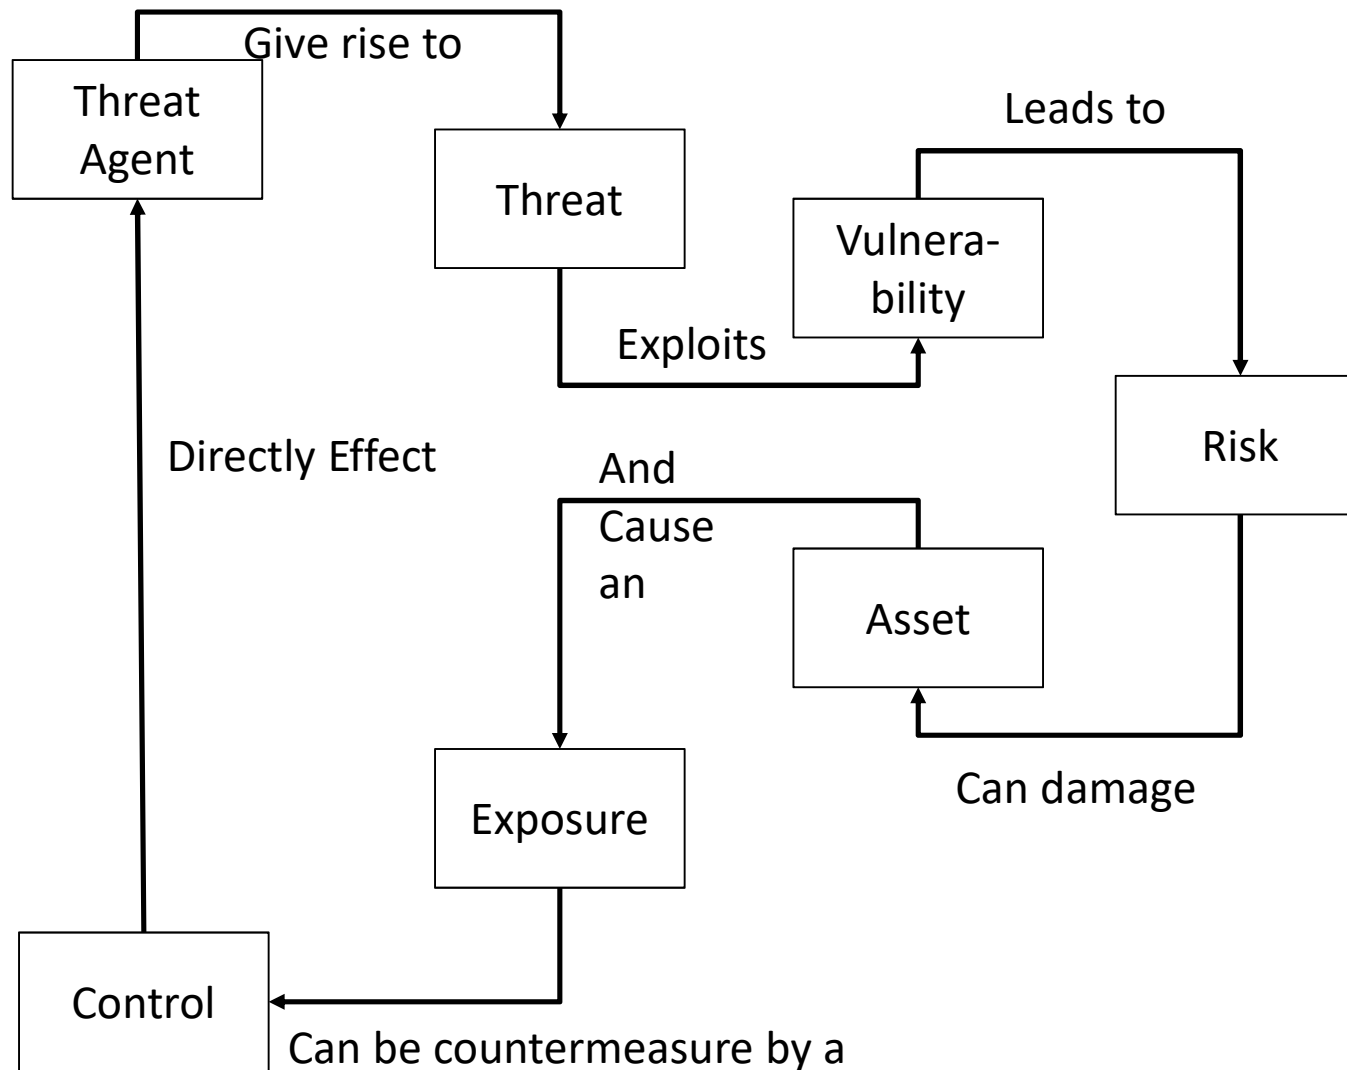 Give rise to
Threat
Agent
Leads to
Threat
Vulnera-
bility
Exploits
Directly Effect
And
Cause
an
Risk
Asset
Can damage
Exposure
Control
Can be countermeasure by a